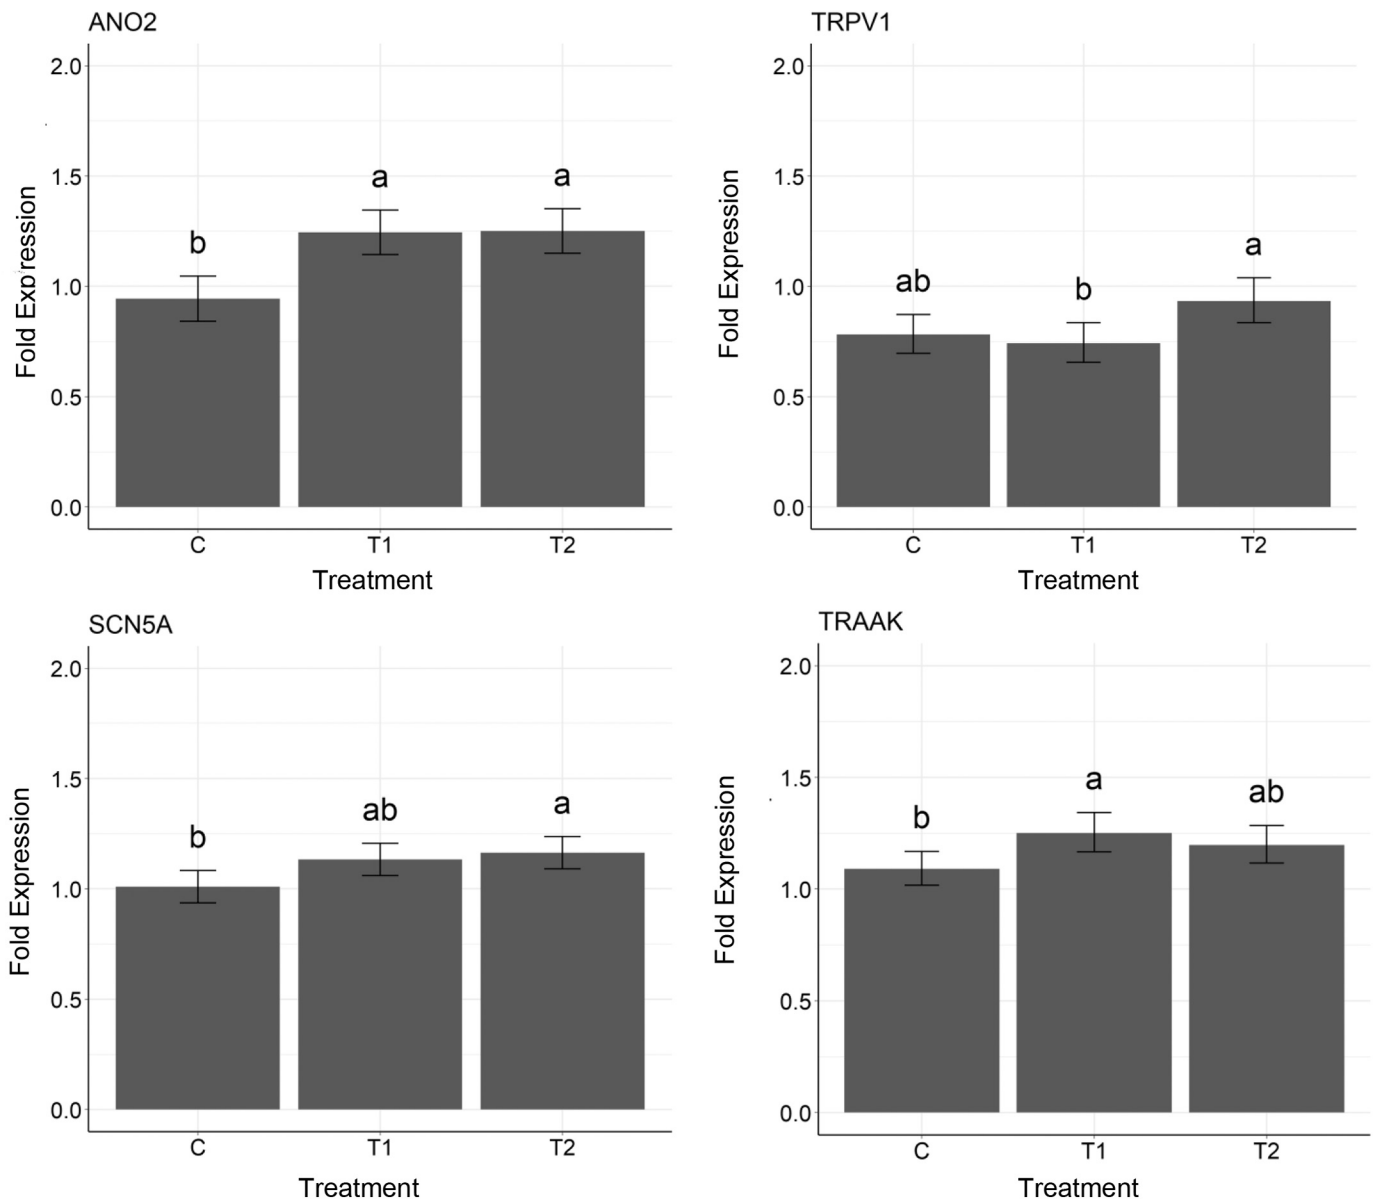 ANO2
2.0
1.5
1.0
0.5
0.0
Fold Expression
b
a
a
C
T1
T2
Treatment
TRPV1
2.0
1.5
1.0
0.5
0.0
Fold Expression
ab
b
a
C
T1
T2
Treatment
SCN5A
2.0
1.5
1.0
0.5
0.0
Fold Expression
b
ab
a
C
T1
T2
Treatment
TRAAK
2.0
1.5
1.0
0.5
0.0
Fold Expression
b
a
ab
C
T1
T2
Treatment